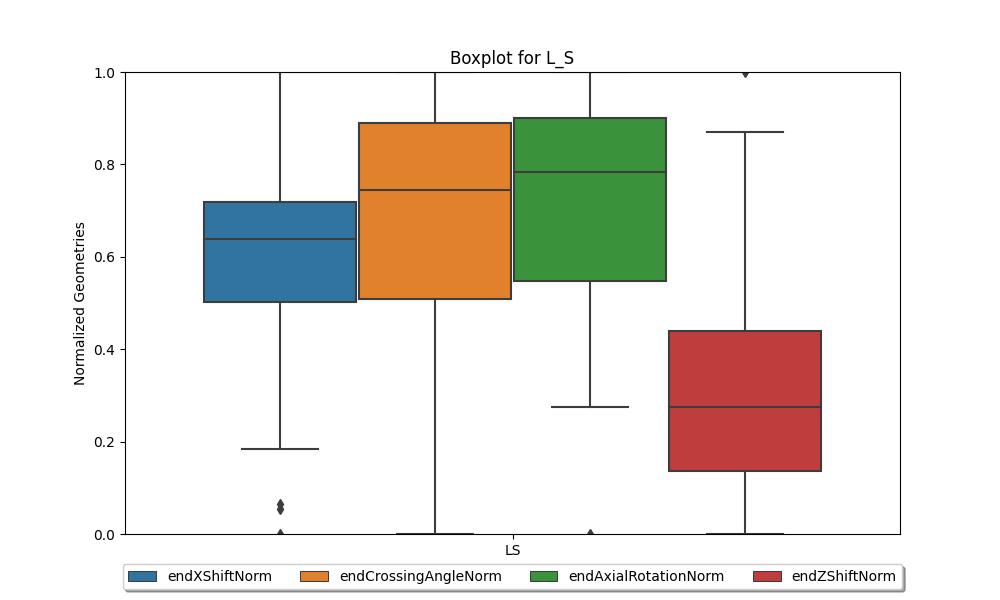 Boxplot for L_S
1.0
0.8
0.6
0.4
0.2
0.0
Normalized Geometries
LS
endXShiftNorm endCrossingAngleNorm endAxialRotationNorm endZShiftNorm